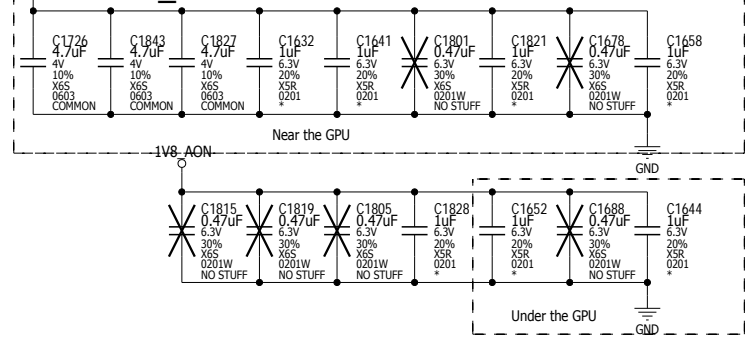 C1726
4.7uF
4V
10%
X6S
0603
COMMON
C1843
4.7uF
4V
10%
X6S
0603
COMMON
C1827
4.7uF
4V
10%
X6S
0603
COMMON
C1632
1uF
6.3V
20%
X5R
0201
*
C1641
1uF
6.3V
20%
X5R
0201
*
C1801
0.47uF
6.3V
30%
X6S
0201W
NO STUFF
C1821
1uF
6.3V
20%
X5R
0201
*
C1678
0.47uF
6.3V
30%
X6S
0201W
NO STUFF
C1658
1uF
6.3V
20%
X5R
0201
*
Near the GPU
GND
1V8_AON
C1815
0.47uF
6.3V
30%
X6S
0201W
NO STUFF
C1819
0.47uF
6.3V
30%
X6S
0201W
NO STUFF
C1805
0.47uF
6.3V
30%
X6S
0201W
NO STUFF
C1828
1uF
6.3V
20%
X5R
0201
*
C1652
1uF
6.3V
20%
X5R
0201
*
C1688
0.47uF
6.3V
30%
X6S
0201W
NO STUFF
C1644
1uF
6.3V
20%
X5R
0201
*
Under the GPU
GND